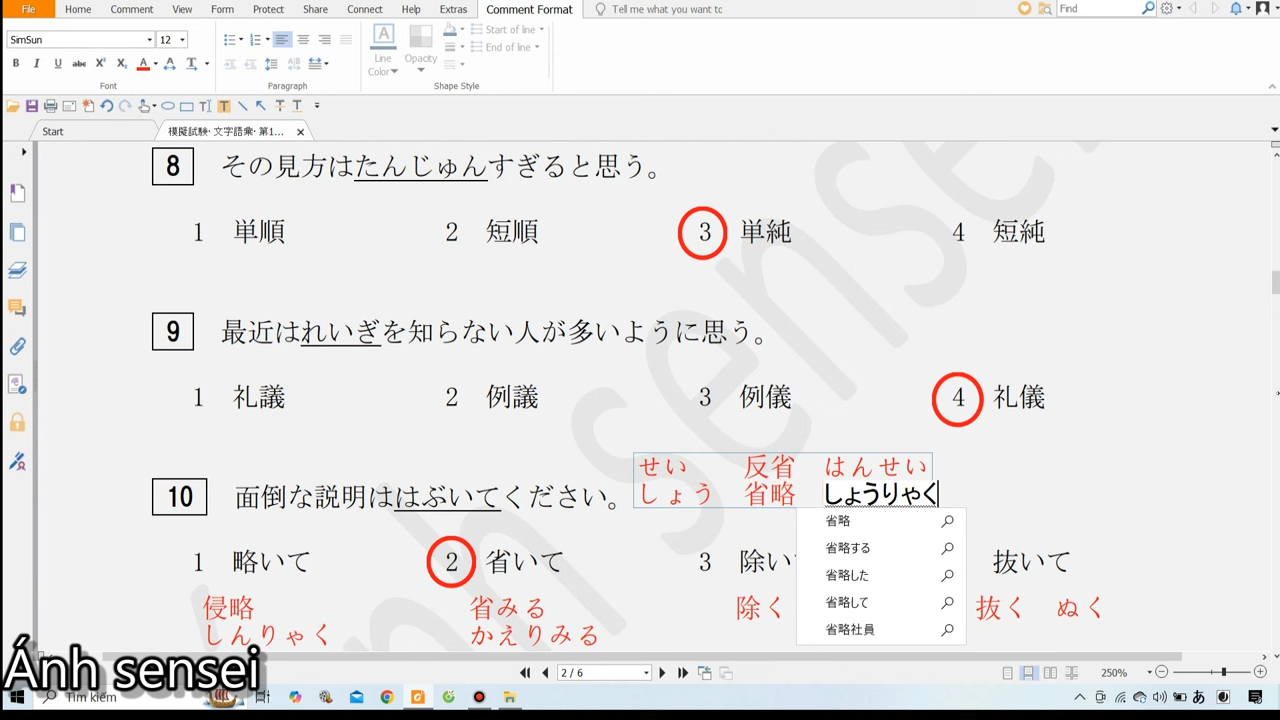 File Home Comment View Form Protect Share Connect Help Extras Comment Format Tell me what you want tc Find
SimSun 12 Start of line
End of line
Line Color Opacity
Font Paragraph Shape Style
Start 模擬試験· 文字語彙· 第1...
8 その見方はたんじゅんすぎると思う。
1 単順 2 短順 3 単純 4 短純
9 最近はれいぎを知らない人が多いように思う。
1 礼議 2 例議 3 例儀 4 礼儀
せい 反省 はんせい
しょう 省略 しょうりゃく
10 面倒な説明ははぶいてください。
省略
省略する
省略した
省略して
省略社員
1 略いて 2 省いて 3 除い 抜いて
侵略 省みる 除く 抜く ぬく
しんりゃく かえりみる
Ánh sensei
2 / 6 250%
Tìm kiếm あ